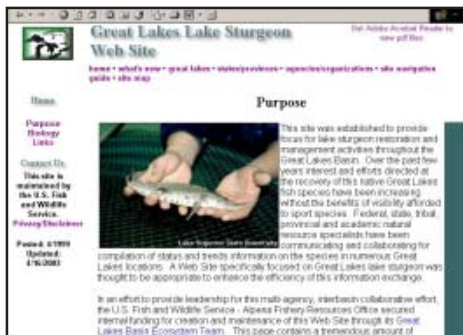 Great Lakes Lake Sturgeon
Web Site
Get Adobe Acrobat Reader to
view pdf files
home • what's new • great lakes • states/provinces • agencies/organizations • site navigation
guide • site map
Home
Purpose
Biology
Links
Contact Us:
This site is
maintained by
the U.S. Fish
and Wildlife
Service.
Privacy/Disclaimer
Posted: 4/1999
Updated:
4/16/2003
Purpose
Lake Superior State University
This site was established to provide
focus for lake sturgeon restoration and
management activities throughout the
Great Lakes Basin. Over the past few
years interest and efforts directed at
the recovery of this native Great Lakes
fish species have been increasing
without the benefits of visibility afforded
to sport species. Federal, state, tribal,
provincial and academic natural
resource specialists have been
communicating and collaborating for
compilation of status and trends information on the species in numerous Great
Lakes locations. A Web Site specifically focused on Great Lakes lake sturgeon was
thought to be appropriate to enhance the efficiency of this information exchange.
In an effort to provide leadership for this multi-agency, interbasin collaborative effort,
the U.S. Fish and Wildlife Service - Alpena Fishery Resources Office secured
internal funding for creation and maintenance of this Web Site through its Great
Lakes Basin Ecosystem Team. This page contains a tremendous amount of